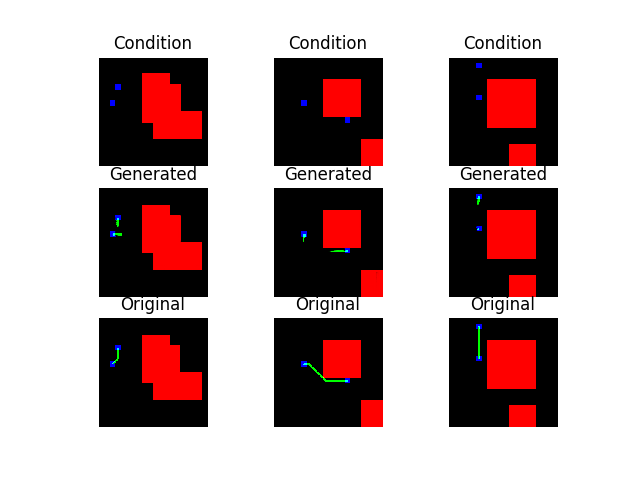 Condition Condition Condition
Generated Generated Generated
Original Original Original